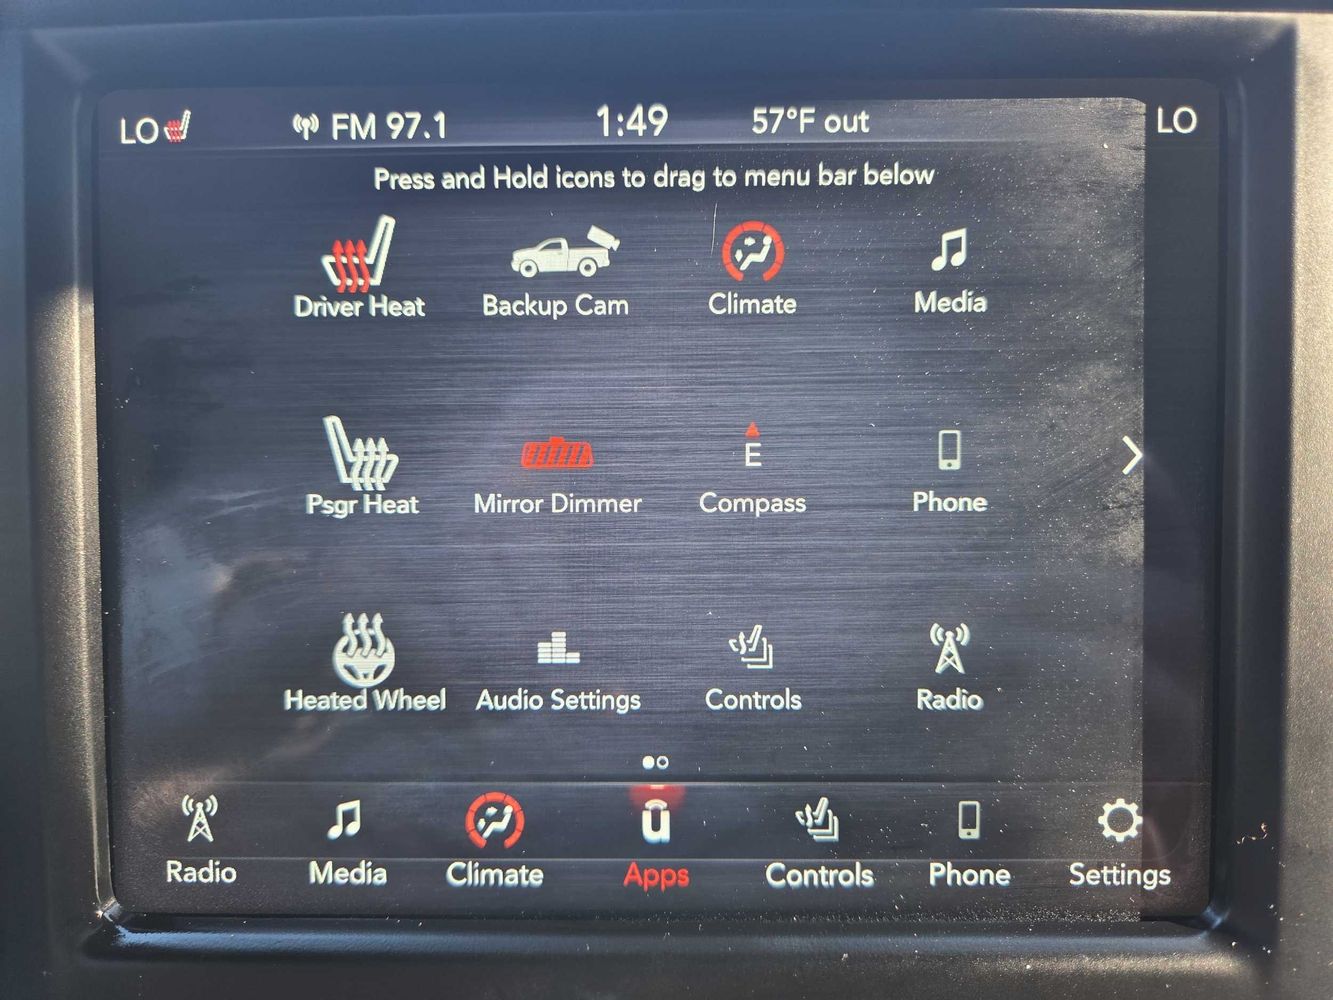 LO FM 97.1 1:49 57°F out LO
Press and Hold icons to drag to menu bar below
Driver Heat Backup Cam Climate Media
E
Psgr Heat Mirror Dimmer Compass Phone
Heated Wheel Audio Settings Controls Radio
Radio Media Climate Apps Controls Phone Settings